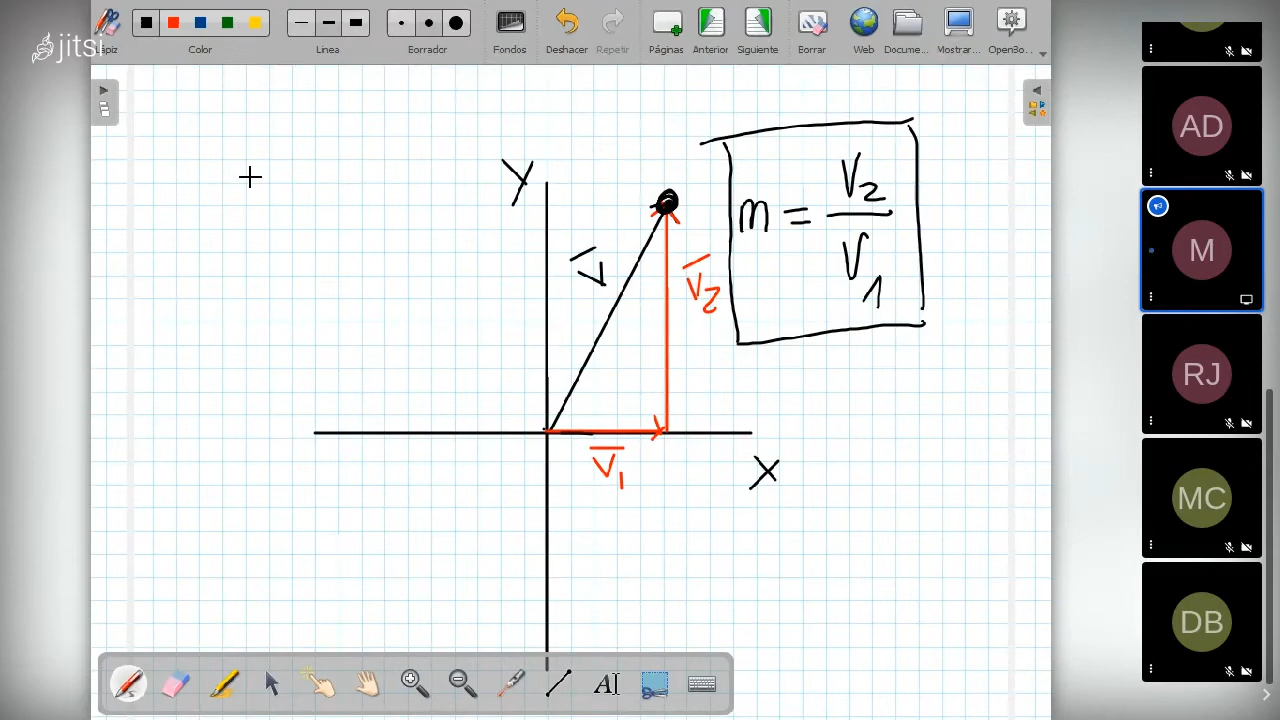 jitsi
Color
Línea
Borrador
Fondos
Deshacer
Repetir
Páginas
Anterior
Siguiente
Borrar
Web
Docume...
Mostrar...
OpenBo...
Y
V
V2
V1
X
m = V2
V1
AI
AD
M
RJ
MC
DB